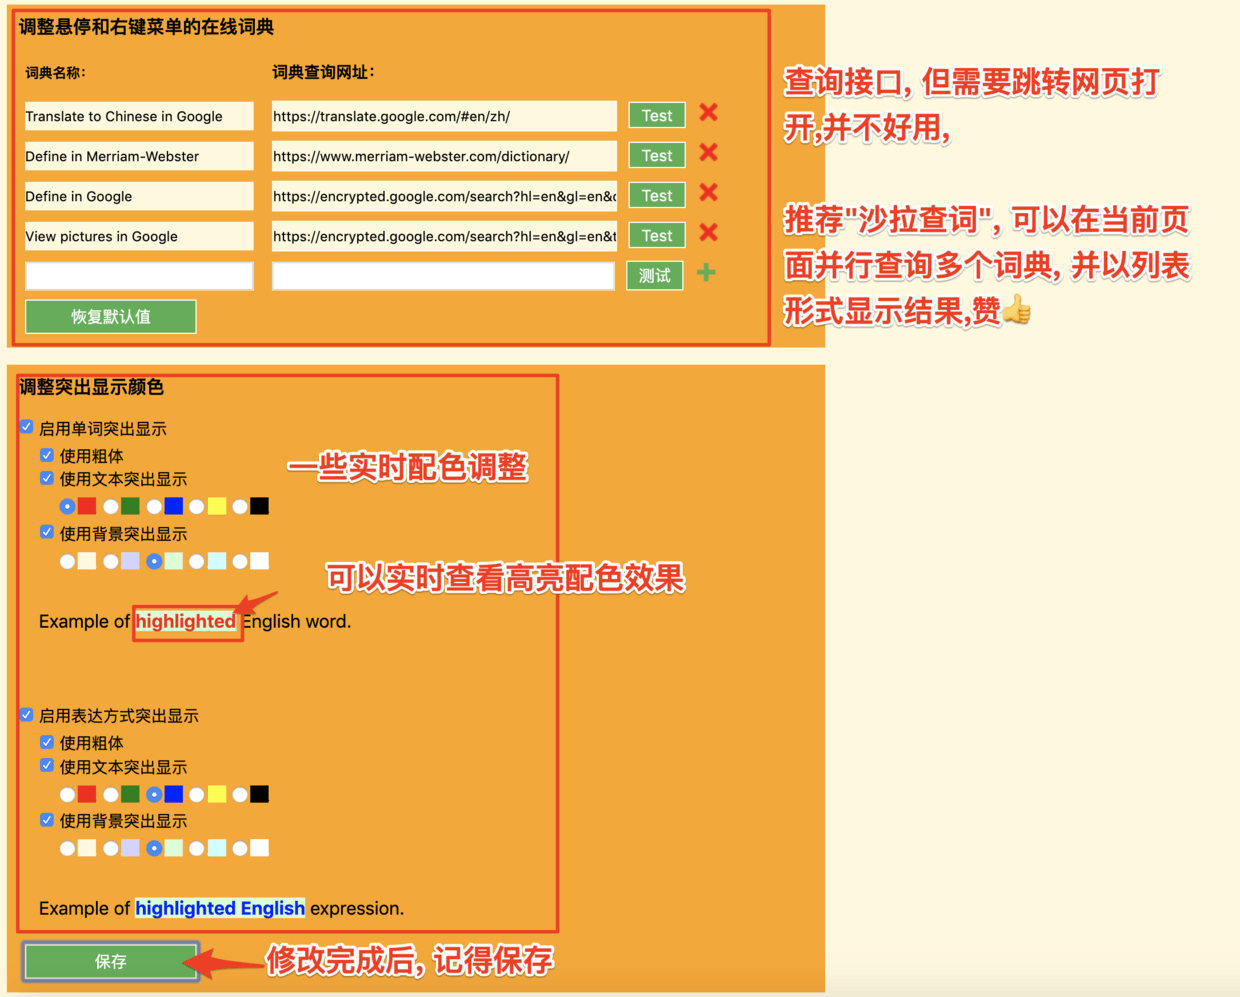 调整悬停和右键菜单的在线词典
词典名称: 词典查询网址:
Translate to Chinese in Google https://translate.google.com/#en/zh/ Test
Define in Merriam-Webster https://www.merriam-webster.com/dictionary/ Test
Define in Google https://encrypted.google.com/search?hl=en&gl=en& Test
View pictures in Google https://encrypted.google.com/search?hl=en&gl=en&t Test
测试
恢复默认值
查询接口, 但需要跳转网页打
开,并不好用,
推荐"沙拉查词", 可以在当前页
面并行查询多个词典, 并以列表
形式显示结果,赞👍
调整突出显示颜色
启用单词突出显示
使用粗体
使用文本突出显示
使用背景突出显示
一些实时配色调整
可以实时查看高亮配色效果
Example of highlighted English word.
启用表达方式突出显示
使用粗体
使用文本突出显示
使用背景突出显示
Example of highlighted English expression.
保存
修改完成后, 记得保存